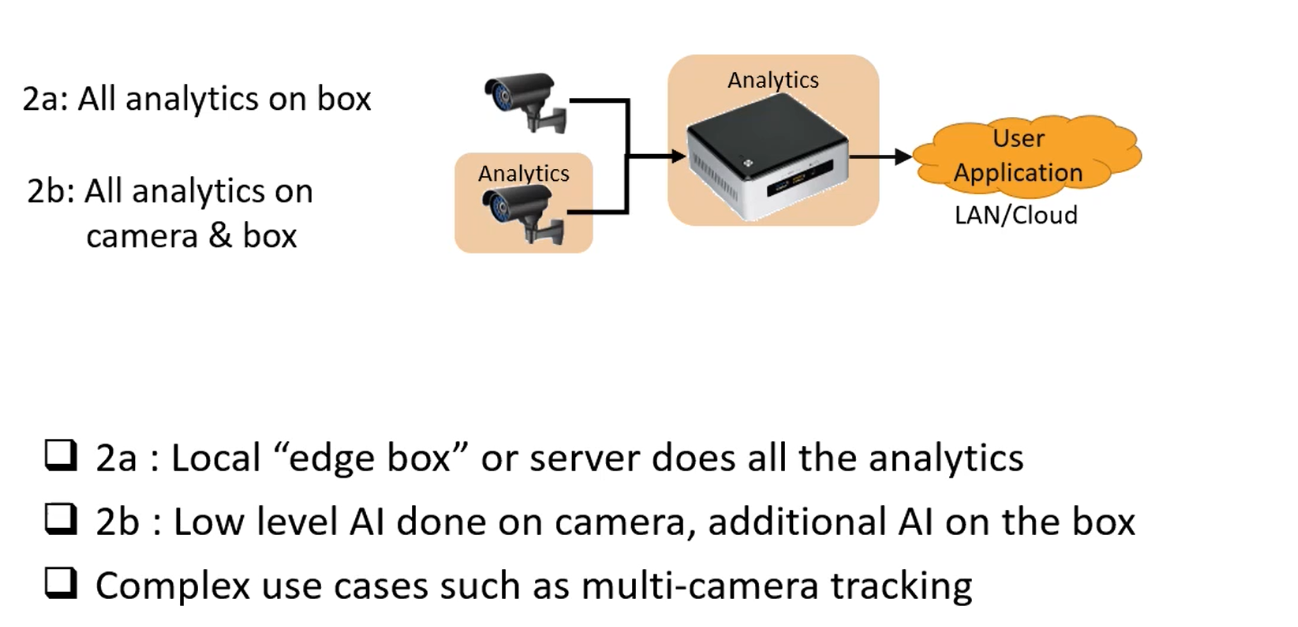 2a: All analytics on box
2b: All analytics on
camera & box
Analytics
Analytics
User
Application
LAN/Cloud
2a : Local “edge box” or server does all the analytics
2b : Low level AI done on camera, additional AI on the box
Complex use cases such as multi-camera tracking